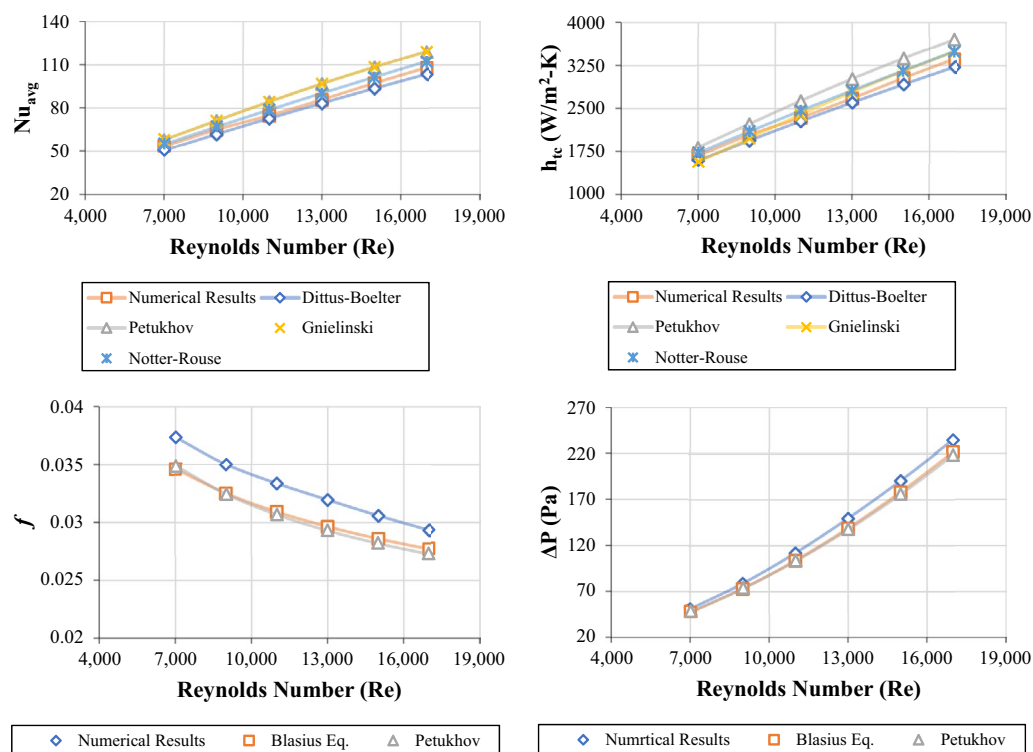 140
110
80
50
20
Nu_avg
4,000 7,000 10,000 13,000 16,000 19,000
Reynolds Number (Re)
Numerical Results Dittus-Boelter
Petukhov Gnielinski
Notter-Rouse
4000
3250
2500
1750
1000
h_tc (W/m²-K)
4,000 7,000 10,000 13,000 16,000 19,000
Reynolds Number (Re)
Numerical Results Dittus-Boelter
Petukhov Gnielinski
Notter-Rouse
0.04
0.035
0.03
0.025
0.02
f
4,000 7,000 10,000 13,000 16,000 19,000
Reynolds Number (Re)
Numerical Results Blasius Eq. Petukhov
270
220
170
120
70
20
ΔP (Pa)
4,000 7,000 10,000 13,000 16,000 19,000
Reynolds Number (Re)
Numrtical Results Blasius Eq. Petukhov